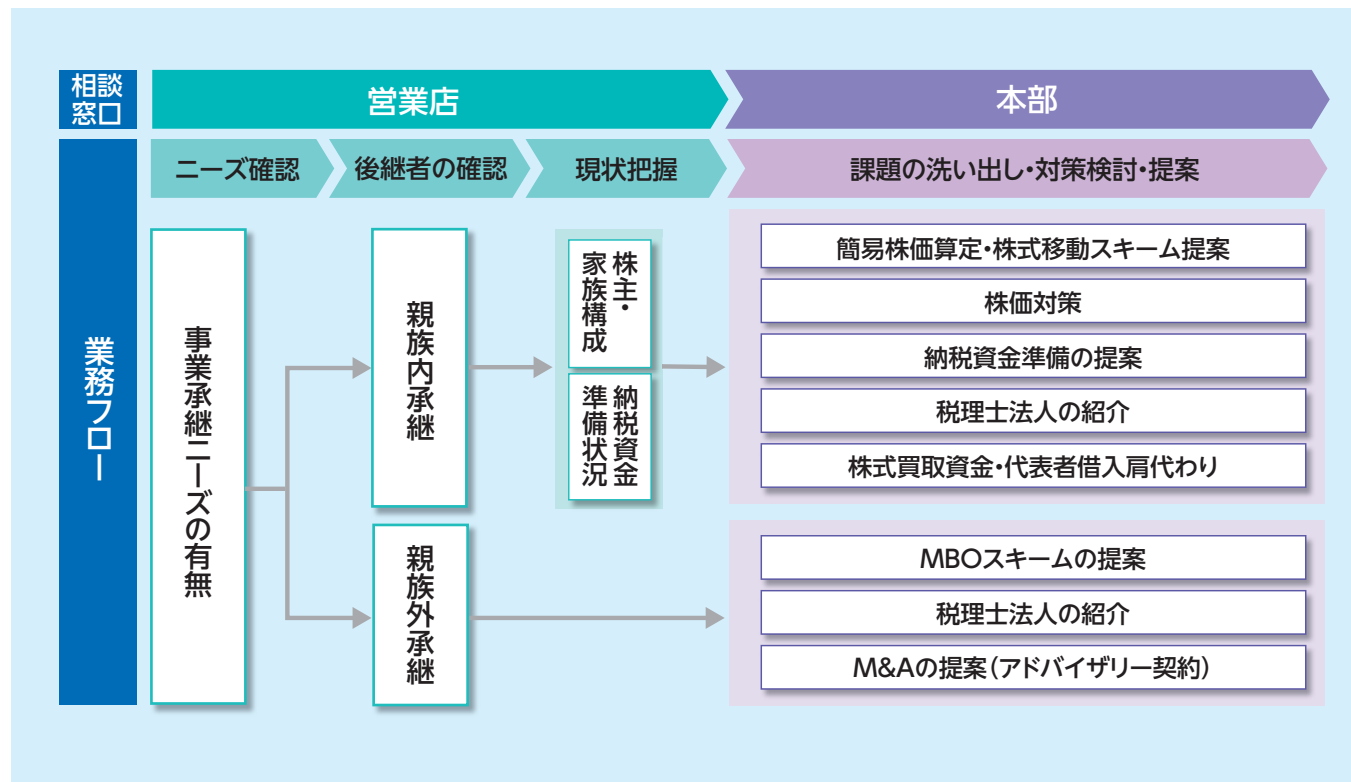 相談
窓口
営業店
本部
業務フロー
ニーズ確認
後継者の確認
現状把握
課題の洗い出し・対策検討・提案
事業承継ニーズの有無
親族内承継
親族外承継
株主・
家族構成
納税資金
準備状況
簡易株価算定・株式移動スキーム提案
株価対策
納税資金準備の提案
税理士法人の紹介
株式買取資金・代表者借入肩代わり
MBOスキームの提案
税理士法人の紹介
M&Aの提案（アドバイザリー契約）